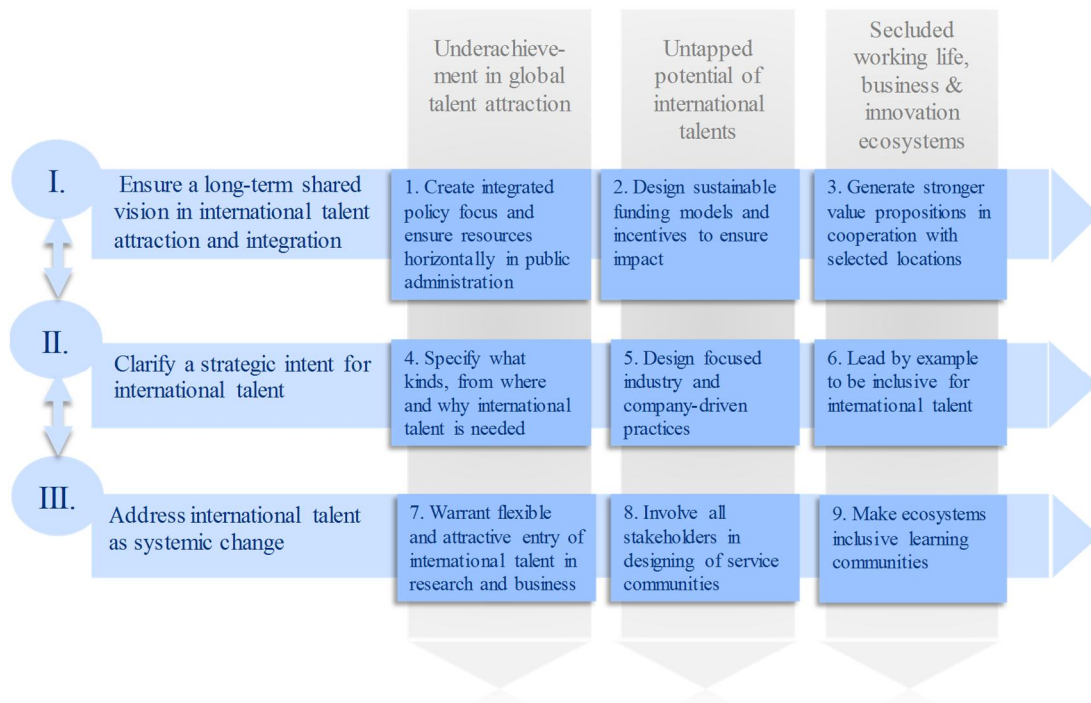 Underachieve-
ment in global
talent attraction
Untapped
potential of
international
talents
Secluded
working life,
business &
innovation
ecosystems
I.
Ensure a long-term shared
vision in international talent
attraction and integration
1. Create integrated
policy focus and
ensure resources
horizontally in public
administration
2. Design sustainable
funding models and
incentives to ensure
impact
3. Generate stronger
value propositions in
cooperation with
selected locations
II.
Clarify a strategic intent for
international talent
4. Specify what
kinds, from where
and why international
talent is needed
5. Design focused
industry and
company-driven
practices
6. Lead by example
to be inclusive for
international talent
III.
Address international talent
as systemic change
7. Warrant flexible
and attractive entry of
international talent in
research and business
8. Involve all
stakeholders in
designing of service
communities
9. Make ecosystems
inclusive learning
communities